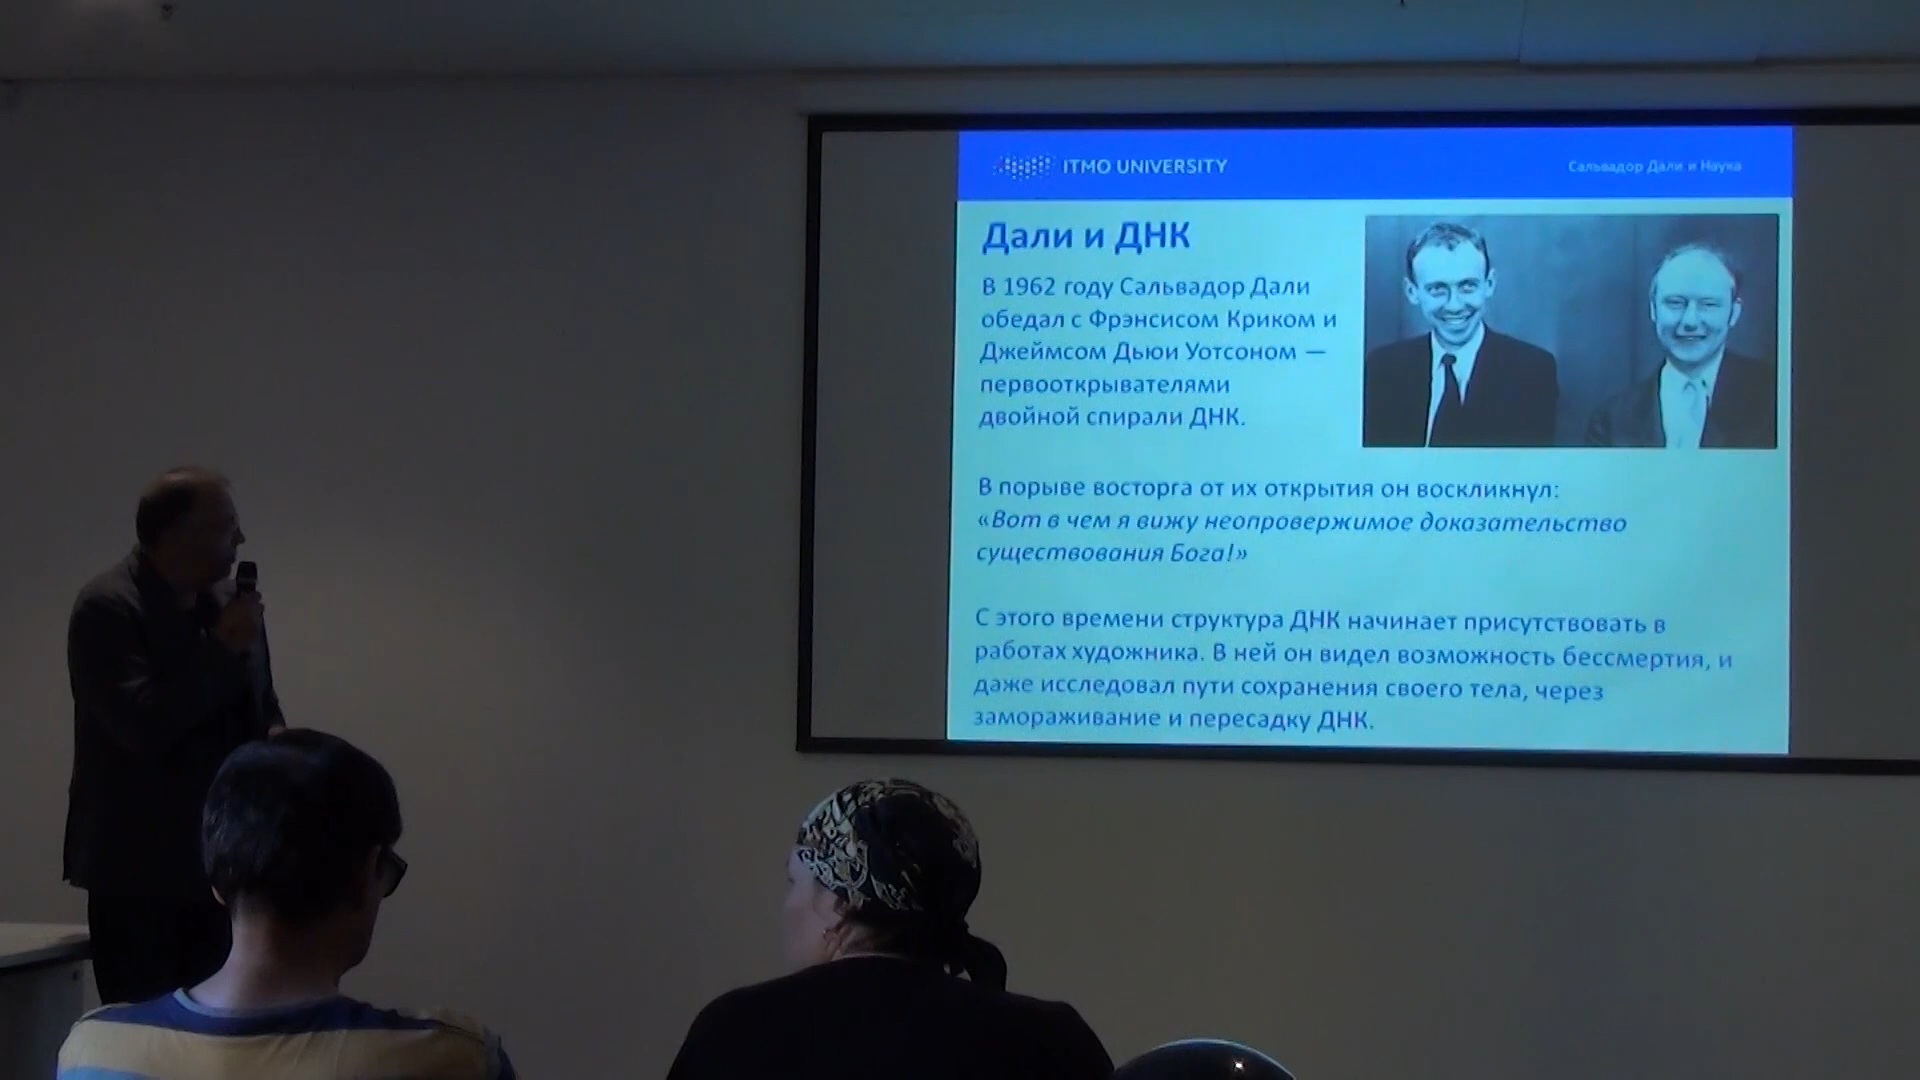 ITMO UNIVERSITY
Сальвадор Дали и Наука
Дали и ДНК
В 1962 году Сальвадор Дали
обедал с Фрэнсисом Криком и
Джеймсом Дьюи Уотсоном —
первооткрывателями
двойной спирали ДНК.
В порыве восторга от их открытия он воскликнул:
«Вот в чем я вижу неопровержимое доказательство
существования Бога!»
С этого времени структура ДНК начинает присутствовать в
работах художника. В ней он видел возможность бессмертия, и
даже исследовал пути сохранения своего тела, через
замораживание и пересадку ДНК.